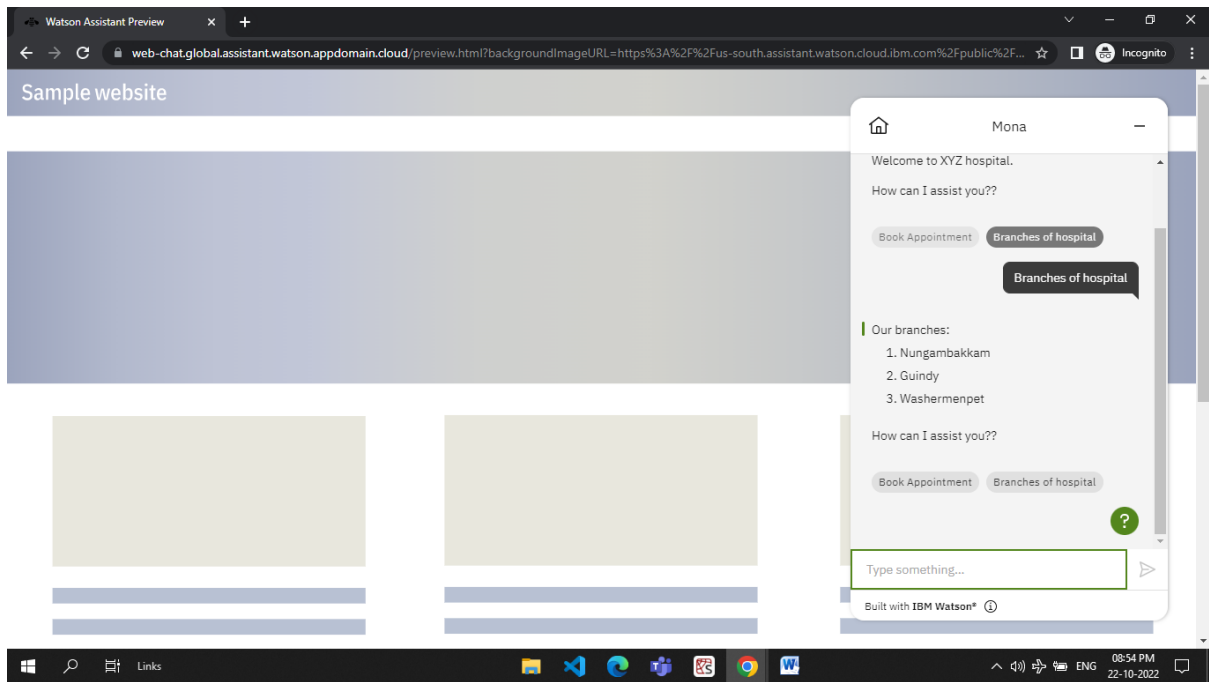 Watson Assistant Preview
web-chat.global.assistant.watson.appdomain.cloud/preview.html?backgroundImageURL=https%3A%2F%2Fus-south.assistant.watson.cloud.ibm.com%2Fpublic%2F...
Incognito
Sample website
Mona
Welcome to XYZ hospital.
How can I assist you??
Book Appointment Branches of hospital
Branches of hospital
Our branches:
1. Nungambakkam
2. Guindy
3. Washermenpet
How can I assist you??
Book Appointment Branches of hospital
?
Type something...
Built with IBM Watson®
Links
ENG
08:54 PM
22-10-2022